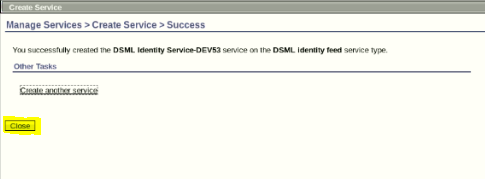 Create Service
Manage Services > Create Service > Success
You successfully created the DSML Identity Service-DEV53 service on the DSML identity feed service type.
Other Tasks
Create another service
Close